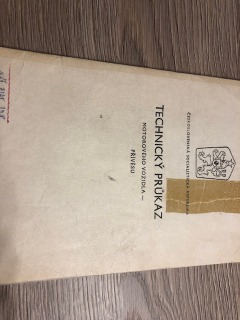 ČESKOSLOVENSKÁ SOCIALISTICKÁ REPUBLIKA
TECHNICKÝ PRŮKAZ
MOTOROVÉHO VOZIDLA —
PŘÍVĚSU